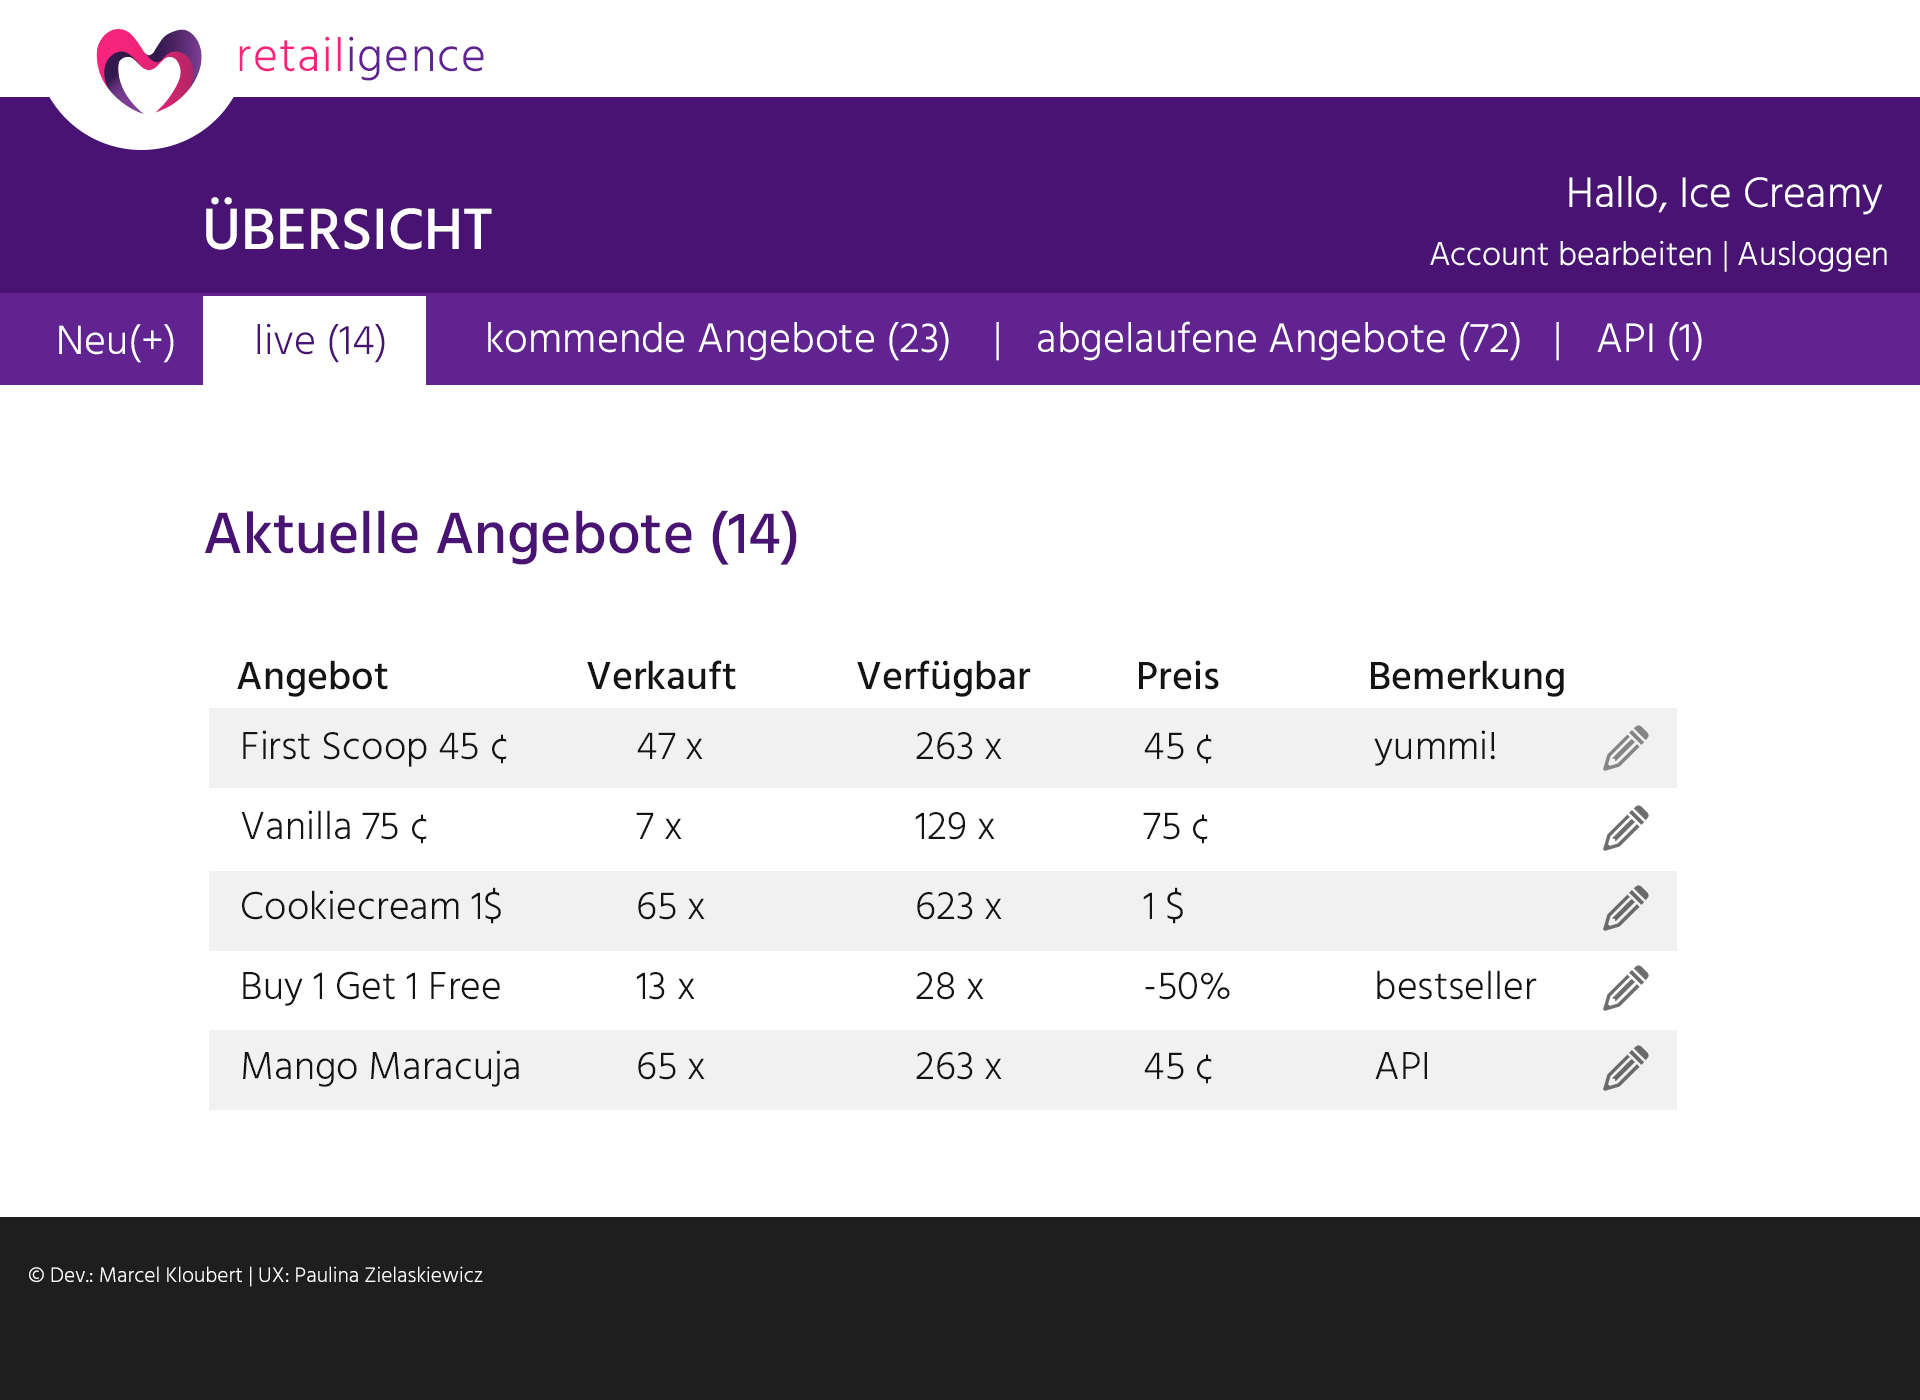 retailigence
ÜBERSICHT
Hallo, Ice Creamy
Account bearbeiten | Ausloggen
Neu(+) live (14) kommende Angebote (23) | abgelaufene Angebote (72) | API (1)
Aktuelle Angebote (14)
Angebot Verkauft Verfügbar Preis Bemerkung
First Scoop 45 ¢ 47 x 263 x 45 ¢ yummi!
Vanilla 75 ¢ 7 x 129 x 75 ¢
Cookiecream 1$ 65 x 623 x 1 $
Buy 1 Get 1 Free 13 x 28 x -50% bestseller
Mango Maracuja 65 x 263 x 45 ¢ API
© Dev.: Marcel Kloubert | UX: Paulina Zielaskiewicz